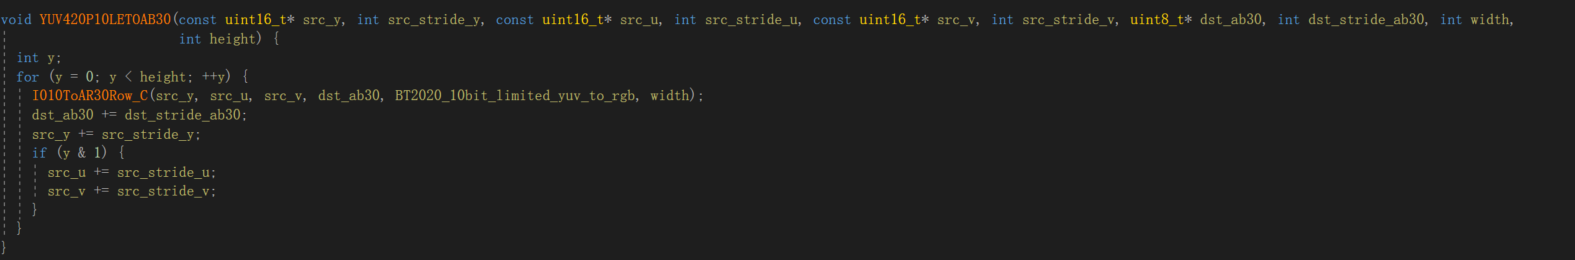 void YUV420P10LETOAB30(const uint16_t* src_y, int src_stride_y, const uint16_t* src_u, int src_stride_u, const uint16_t* src_v, int src_stride_v, uint8_t* dst_ab30, int dst_stride_ab30, int width,
int height) {
int y;
for (y = 0; y < height; ++y) {
I010ToAR30Row_C(src_y, src_u, src_v, dst_ab30, BT2020_10bit_limited_yuv_to_rgb, width);
dst_ab30 += dst_stride_ab30;
src_y += src_stride_y;
if (y & 1) {
src_u += src_stride_u;
src_v += src_stride_v;
}
}
}